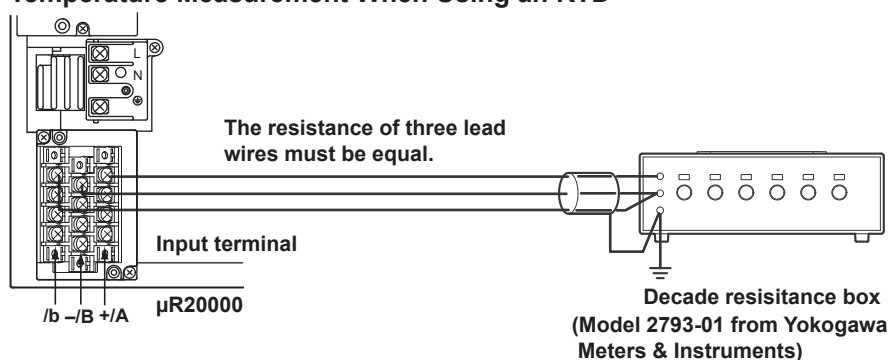 Temperature Measurement When Using an RTD
L
N
The resistance of three lead
wires must be equal.
Input terminal
/b –/B +/A
µR20000
Decade resisitance box
(Model 2793-01 from Yokogawa
Meters & Instruments)